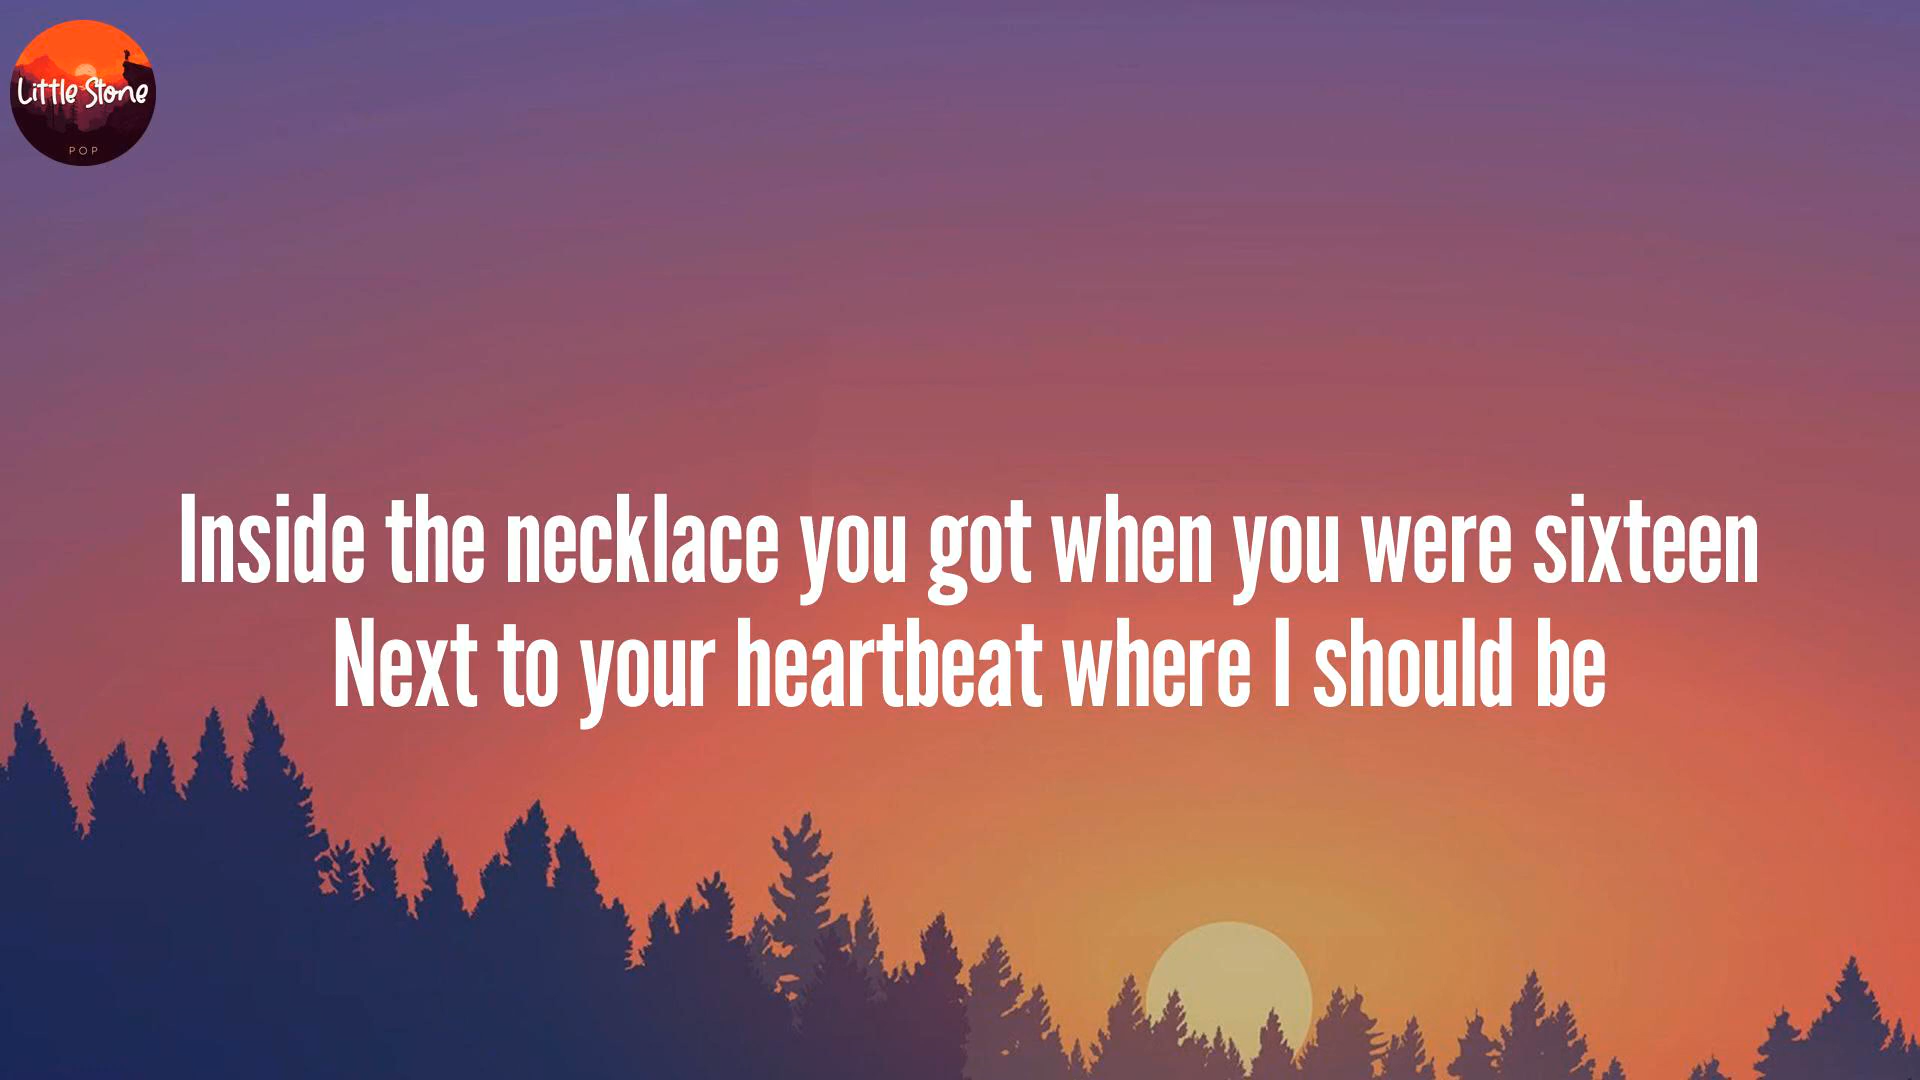 Little Stone
POP
Inside the necklace you got when you were sixteen
Next to your heartbeat where I should be